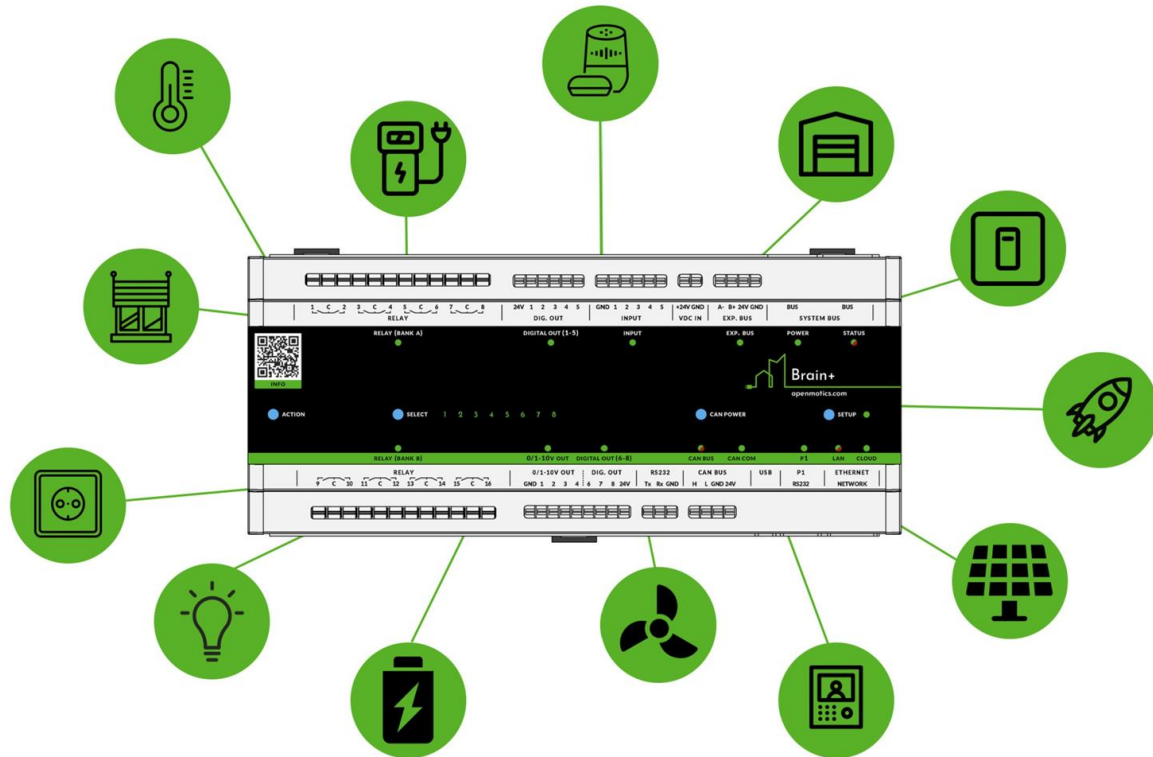 1 C 2 3 C 4 5 C 6 7 C 8
24V 1 2 3 4 5
GND 1 2 3 4 5
+24V GND
A- B+ 24V GND
BUS BUS
RELAY
DIG. OUT
INPUT
VDC IN
EXP. BUS
SYSTEM BUS
RELAY (BANK A)
DIGITAL OUT (1-5)
INPUT
EXP. BUS
POWER
STATUS
INFO
Brain+
openmotics.com
ACTION
SELECT 1 2 3 4 5 6 7 8
CAN POWER
SETUP
RELAY (BANK B)
0/1-10V OUT
DIGITAL OUT (6-8)
CAN BUS
CAN COM
P1
LAN
CLOUD
RELAY
0/1-10V OUT
DIG. OUT
RS232
CAN BUS
USB
P1
ETHERNET
9 C 10 11 C 12 13 C 14 15 C 16
GND 1 2 3 4 6 7 8 24V
Tx Rx GND
H L GND 24V
RS232
NETWORK